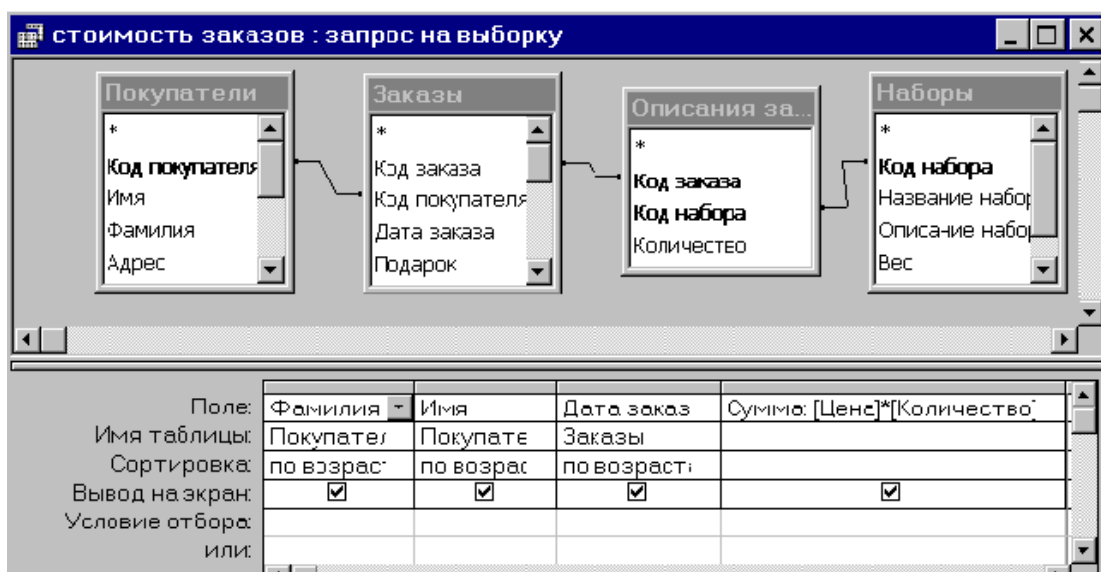 стоимость заказов : запрос на выборку
Покупатели
*
Код покупателя
Имя
Фамилия
Адрес
Заказы
*
Код заказа
Код покупателя
Дата заказа
Подарок
Описания за...
*
Код заказа
Код набора
Количество
Наборы
*
Код набора
Название набор
Описание набор
Вес
Поле: Фамилия Имя Дата заказ Сумма: [Цена]*[Количество]
Имя таблицы: Покупател Покупате Заказы
Сортировка: по возраст по возрас по возраста
Вывод на экран:
Условие отбора:
или: